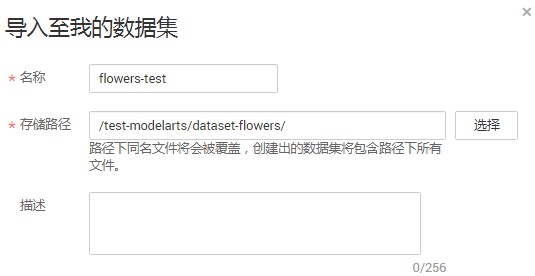 导入至我的数据集
* 名称 flowers-test
* 存储路径 /test-modelarts/dataset-flowers/ 选择
路径下同名文件将会被覆盖，创建出的数据集将包含路径下所有
文件。
描述
0/256